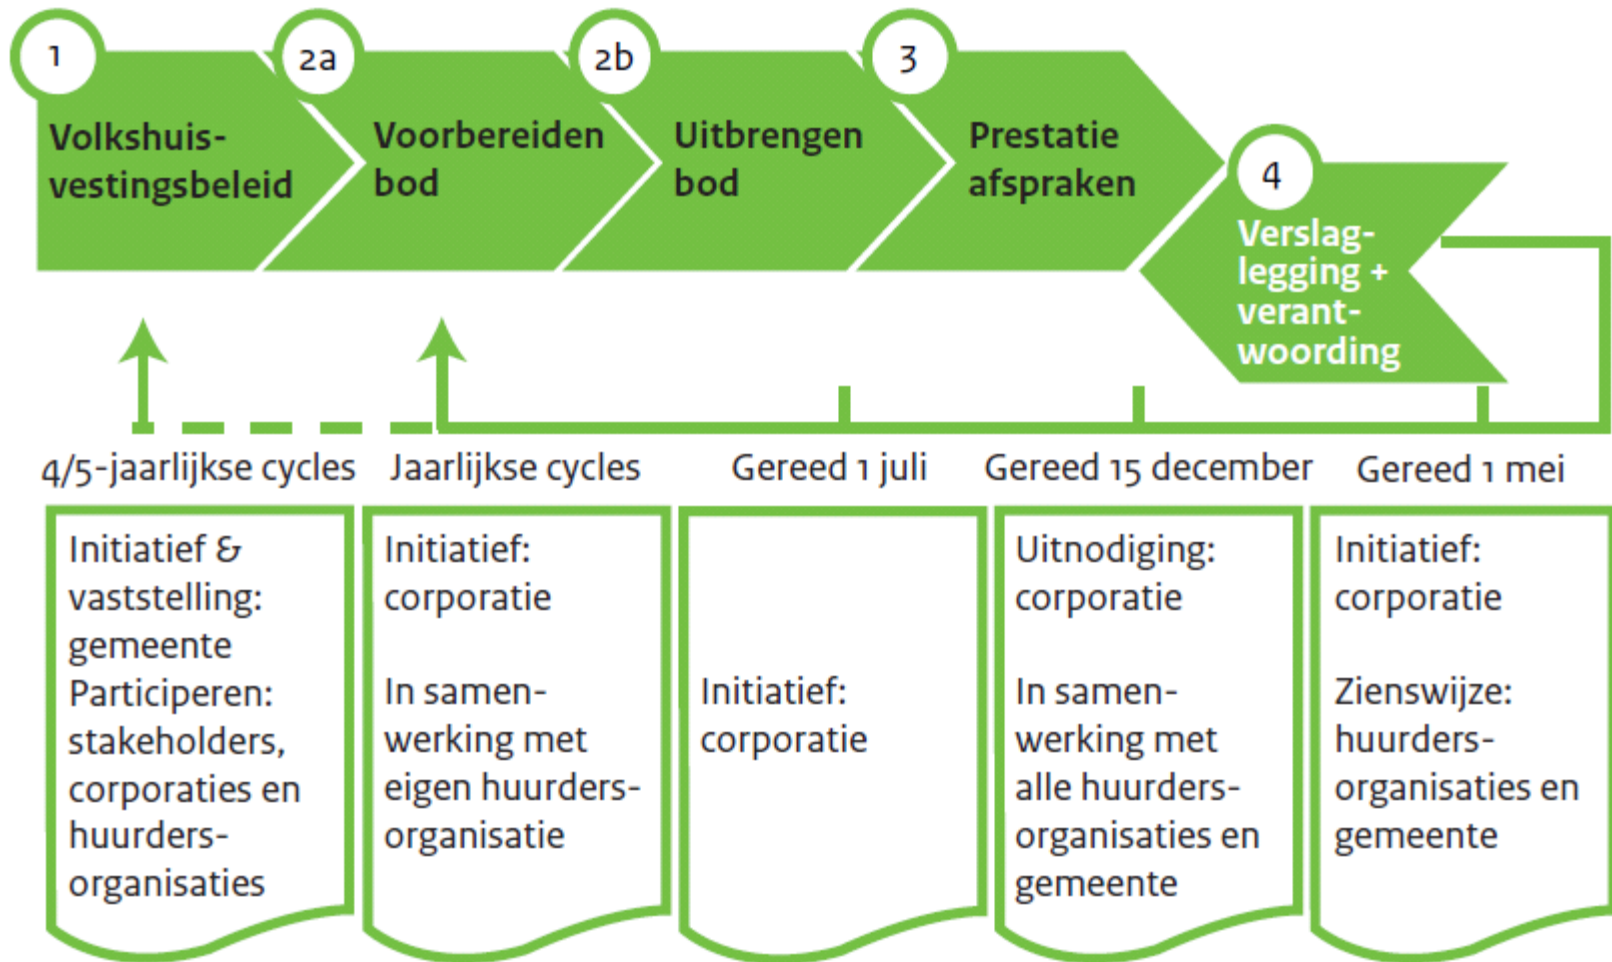 1
Volkshuis-
vestingsbeleid
2a
Voorbereiden
bod
2b
Uitbrengen
bod
3
Prestatie
afspraken
4
Verslag-
legging +
verant-
woording
4/5-jaarlijkse cycles
Jaarlijkse cycles
Gereed 1 juli
Gereed 15 december
Gereed 1 mei
Initiatief &
vaststelling:
gemeente
Participeren:
stakeholders,
corporaties en
huurders-
organisaties
Initiatief:
corporatie
In samen-
werking met
eigen huurders-
organisatie
Initiatief:
corporatie
Uitnodiging:
corporatie
In samen-
werking met
alle huurders-
organisaties en
gemeente
Initiatief:
corporatie
Zienswijze:
huurders-
organisaties en
gemeente